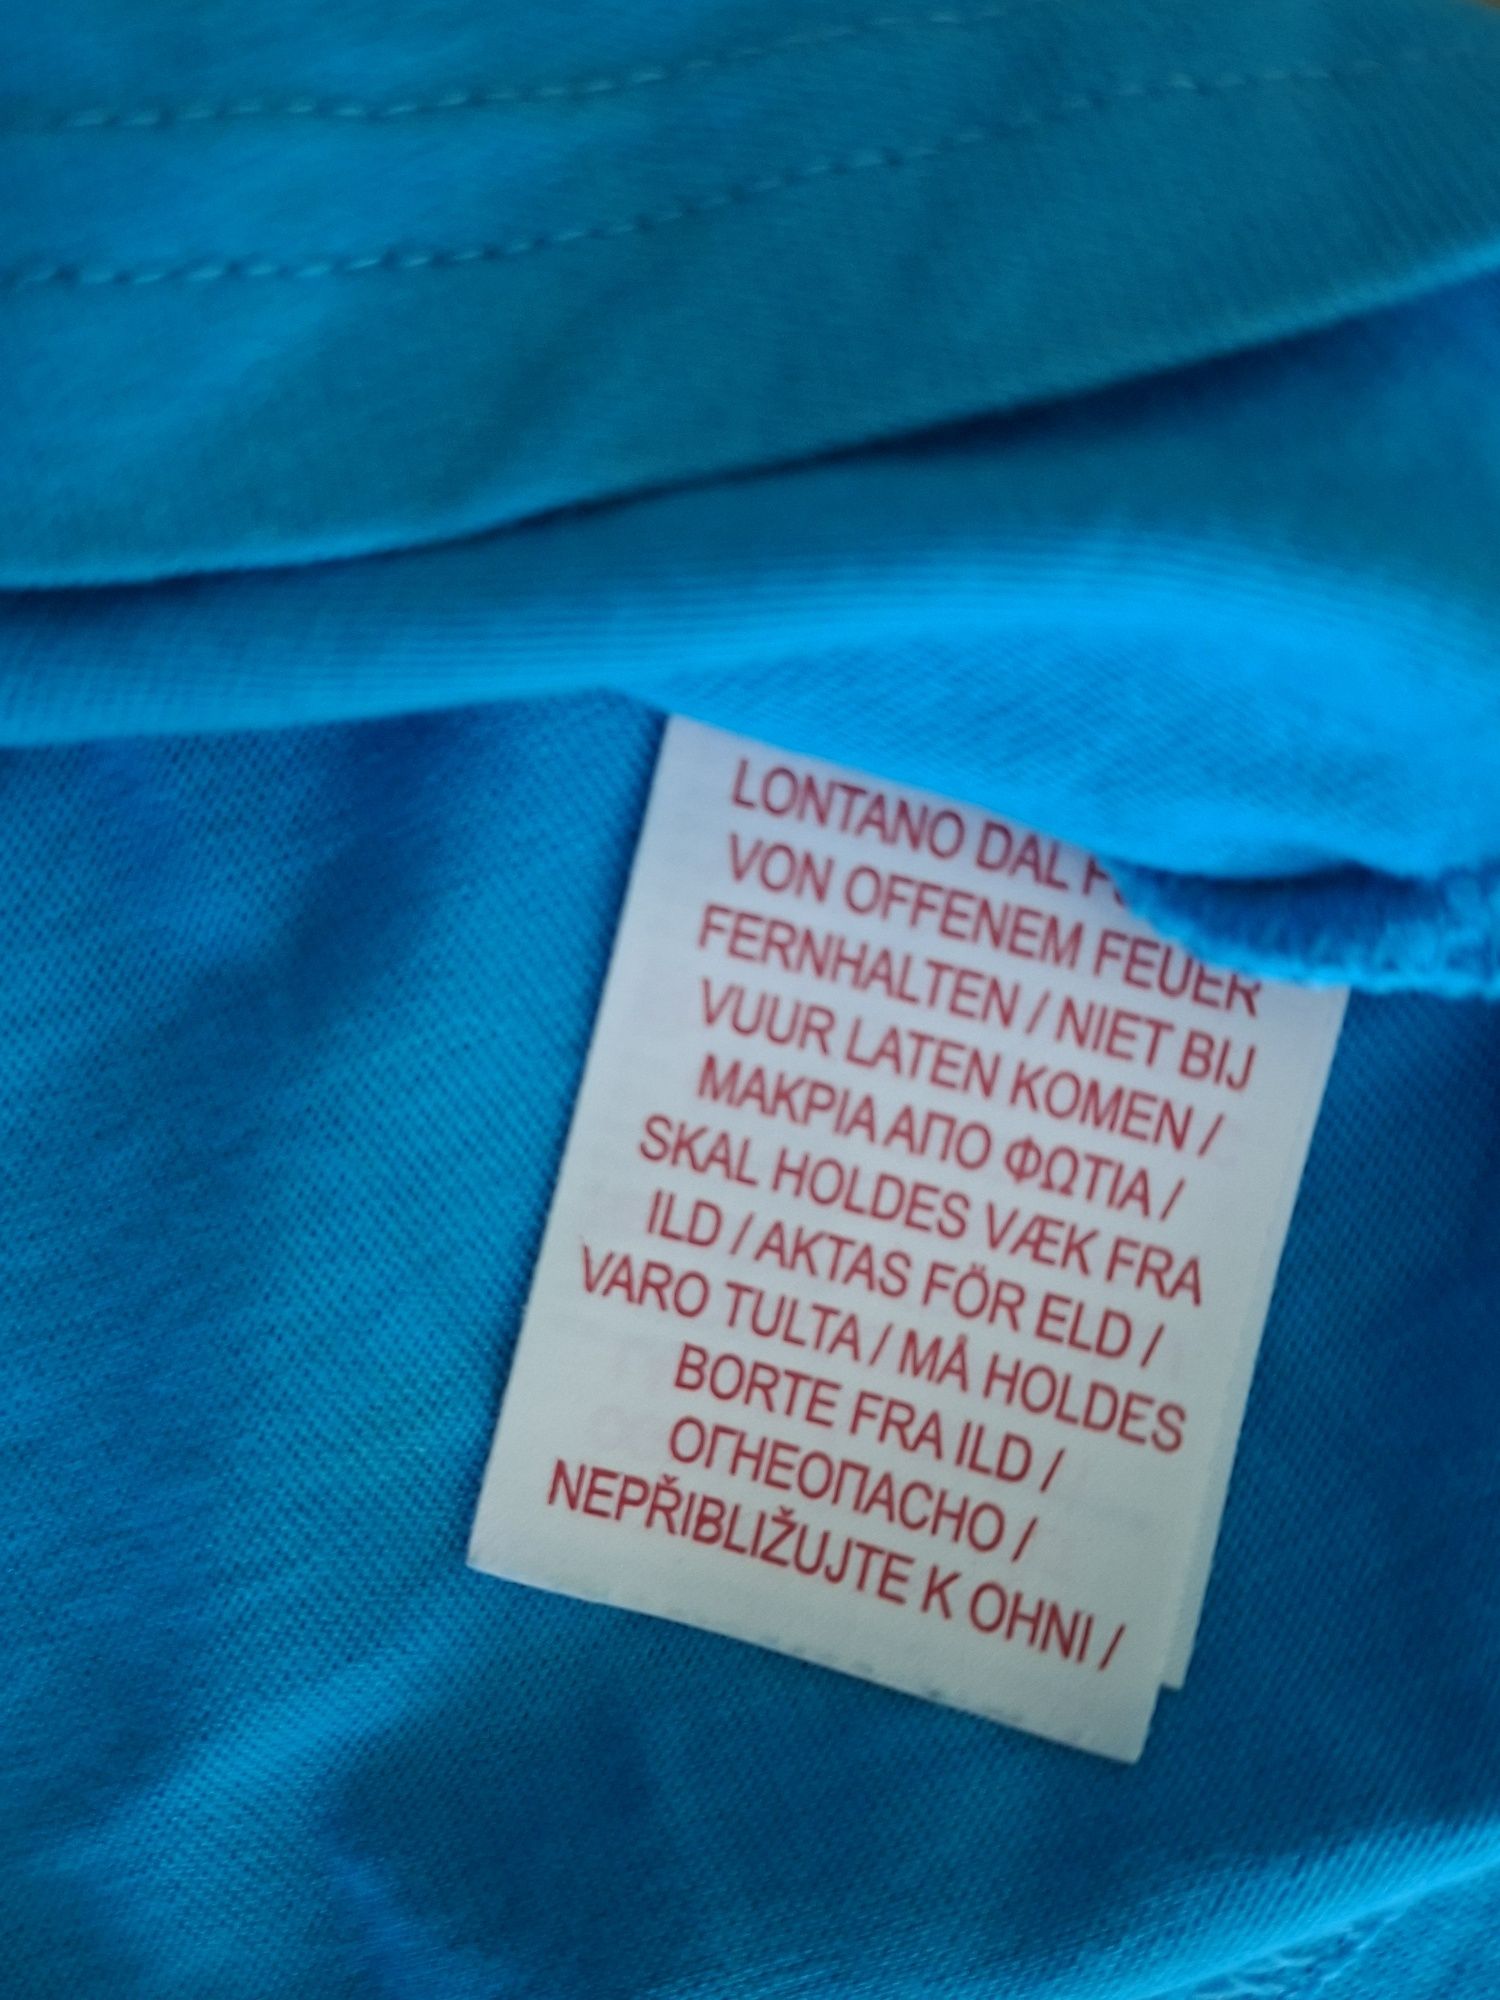 LONTANO DAL
VON OFFENEM FEUER
FERNHALTEN / NIET BIJ
VUUR LATEN KOMEN /
ΜΑΚΡΙΑ ΑΠΟ ΦΩΤΙΑ /
SKAL HOLDES VÆK FRA
ILD / AKTAS FÖR ELD /
VARO TULTA / MÅ HOLDES
BORTE FRA ILD /
ОГНЕОПАСНО /
NEPŘIBLIŽUJTE K OHNI /